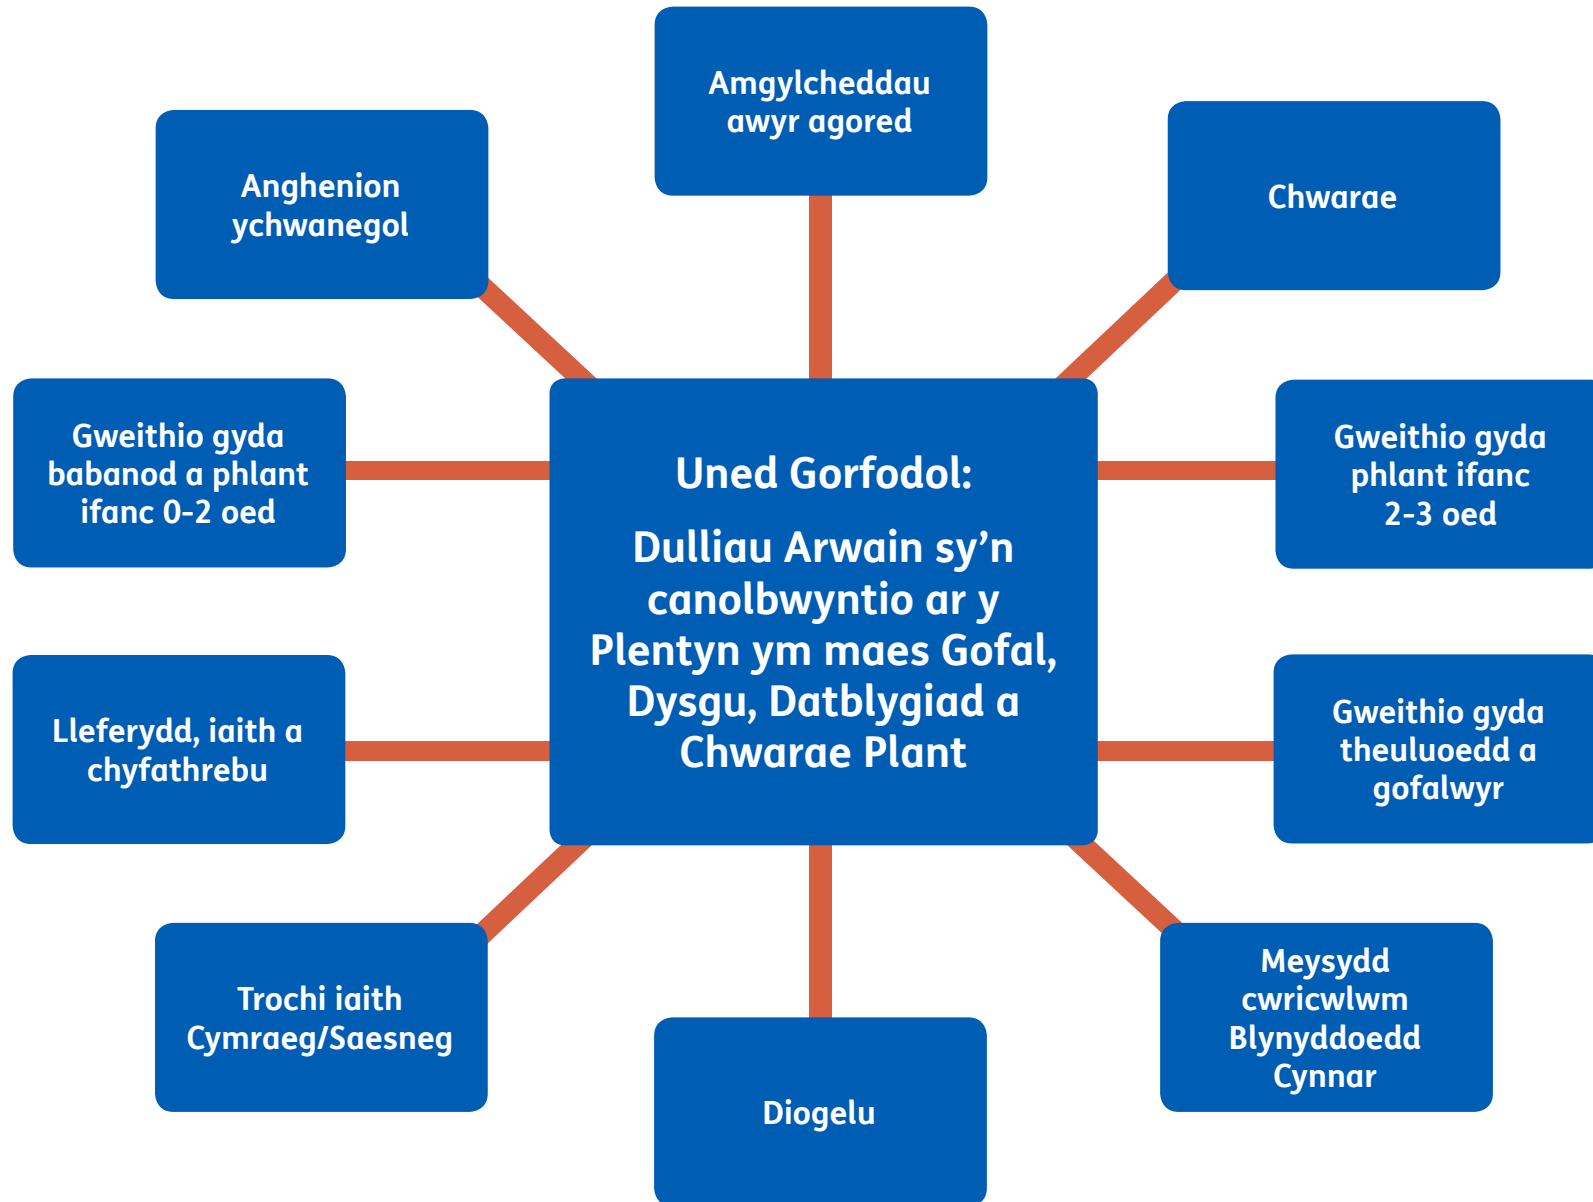 Amgylcheddau
awyr agored
Anghenion
ychwanegol
Chwarae
Gweithio gyda
babanod a phlant
ifanc 0-2 oed
Uned Gorfodol:
Dulliau Arwain sy’n
canolbwyntio ar y
Plentyn ym maes Gofal,
Dysgu, Datblygiad a
Chwarae Plant
Gweithio gyda
phlant ifanc
2-3 oed
Lleferydd, iaith a
chyfathrebu
Gweithio gyda
theuluoedd a
gofalwyr
Trochi iaith
Cymraeg/Saesneg
Diogelu
Meysydd
cwricwlwm
Blynyddoedd
Cynnar